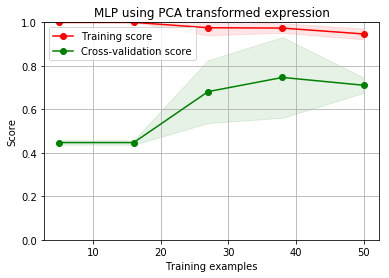 MLP using PCA transformed expression
1.0
Training score
Cross-validation score
0.8
0.6
Score
0.4
0.2
0.0
10 20 30 40 50
Training examples